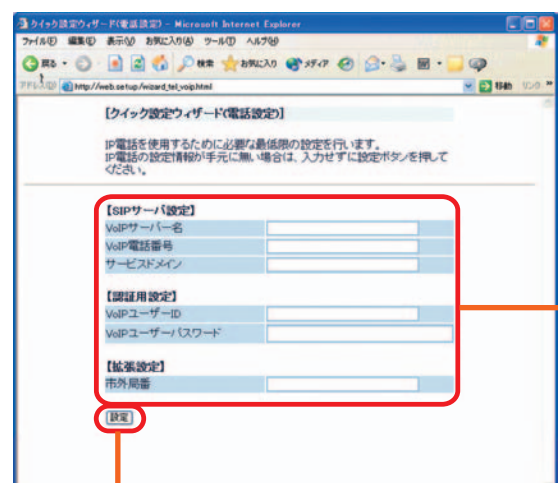 クイック設定ウィザード(電話設定) - Microsoft Internet Explorer
ファイル(F) 編集(E) 表示(V) お気に入り(A) ツール(T) ヘルプ(H)
戻る 検索 お気に入り メディア
アドレス(D) http://web.setup/wizard_tel_voip.html 移動 リンク »
[クイック設定ウィザード(電話設定)]
IP電話を使用するために必要な最低限の設定を行います。
IP電話の設定情報が手元に無い場合は、入力せずに設定ボタンを押して
ください。
【SIPサーバ設定】
VoIPサーバー名
VoIP電話番号
サービスドメイン
【認証用設定】
VoIPユーザーID
VoIPユーザーパスワード
【拡張設定】
市外局番
設定